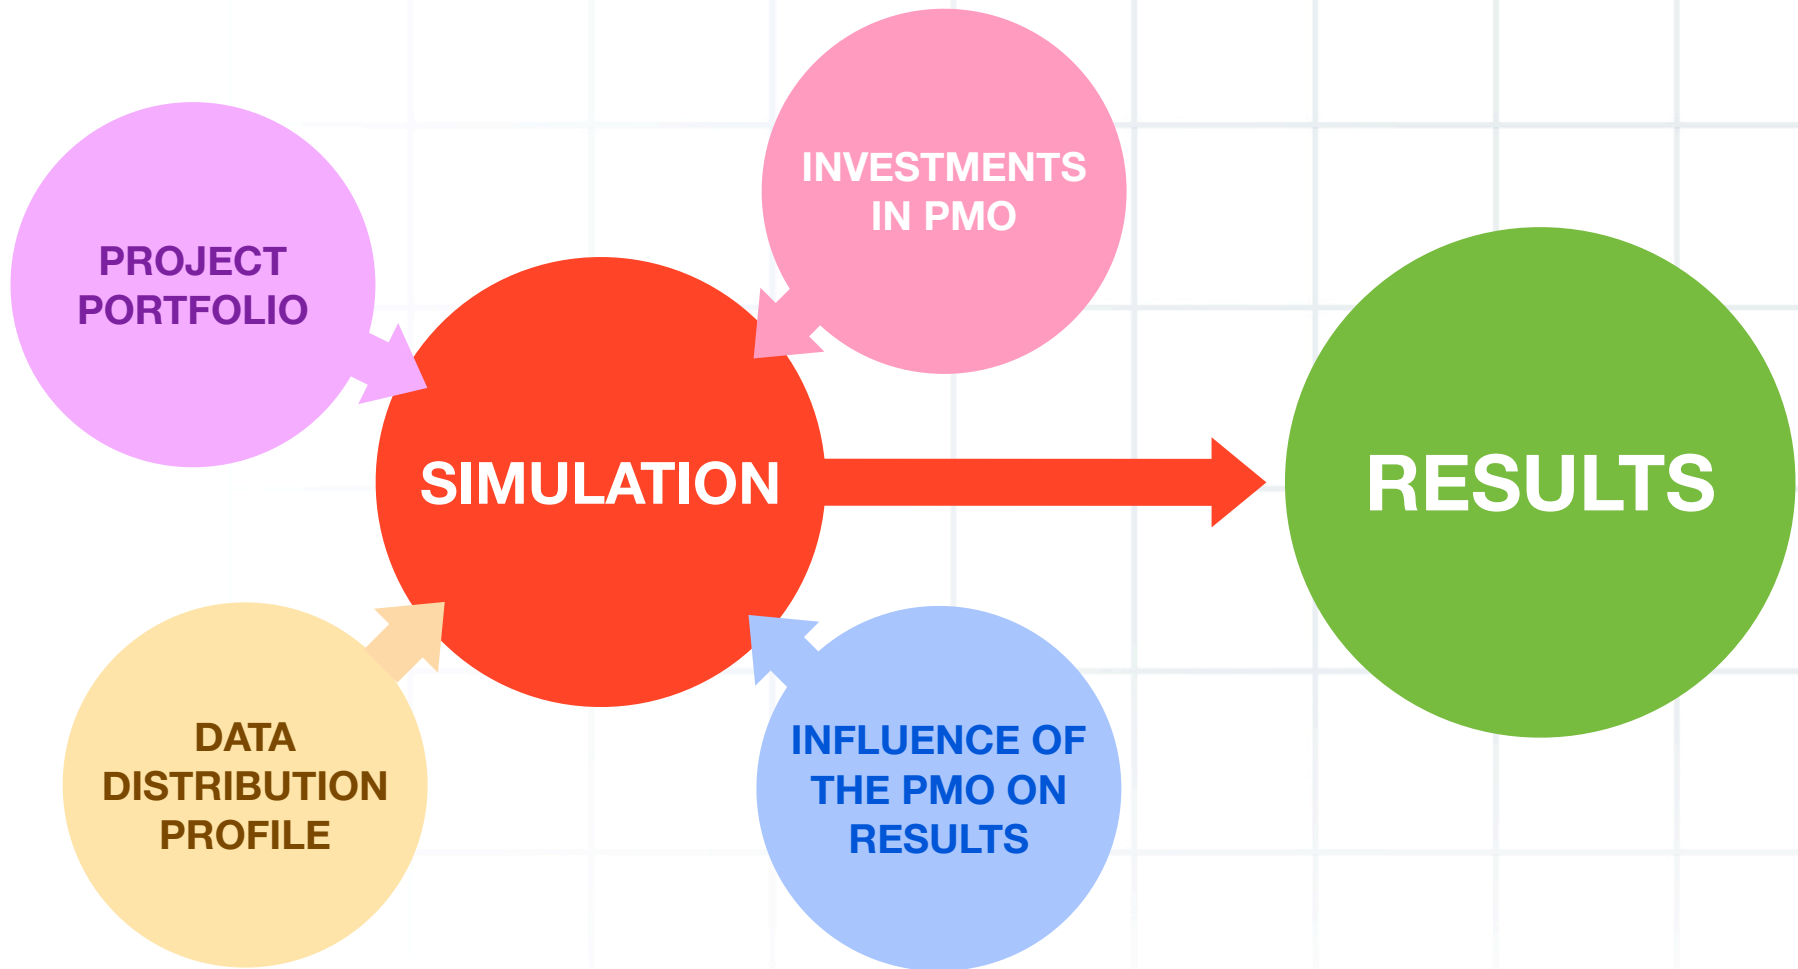 PROJECT
PORTFOLIO
INVESTMENTS
IN PMO
SIMULATION
RESULTS
DATA
DISTRIBUTION
PROFILE
INFLUENCE OF
THE PMO ON
RESULTS